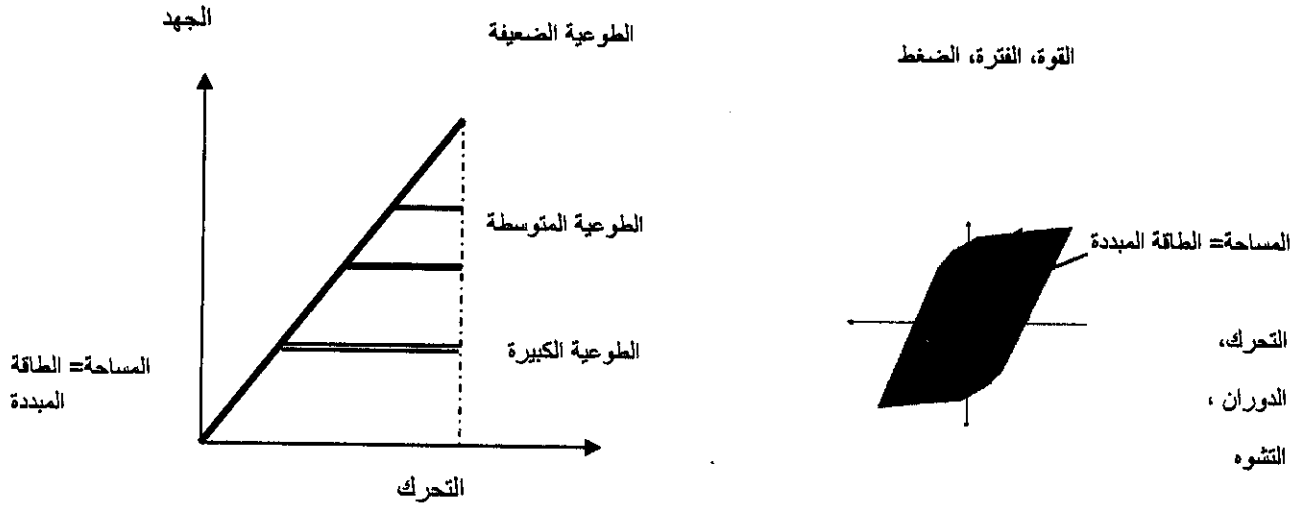 الجهد
الطوعية الضعيفة
الطوعية المتوسطة
الطوعية الكبيرة
المساحة= الطاقة
المبددة
التحرك
القوة، الفترة، الضغط
المساحة= الطاقة المبددة
التحرك،
الدوران ،
التشوه